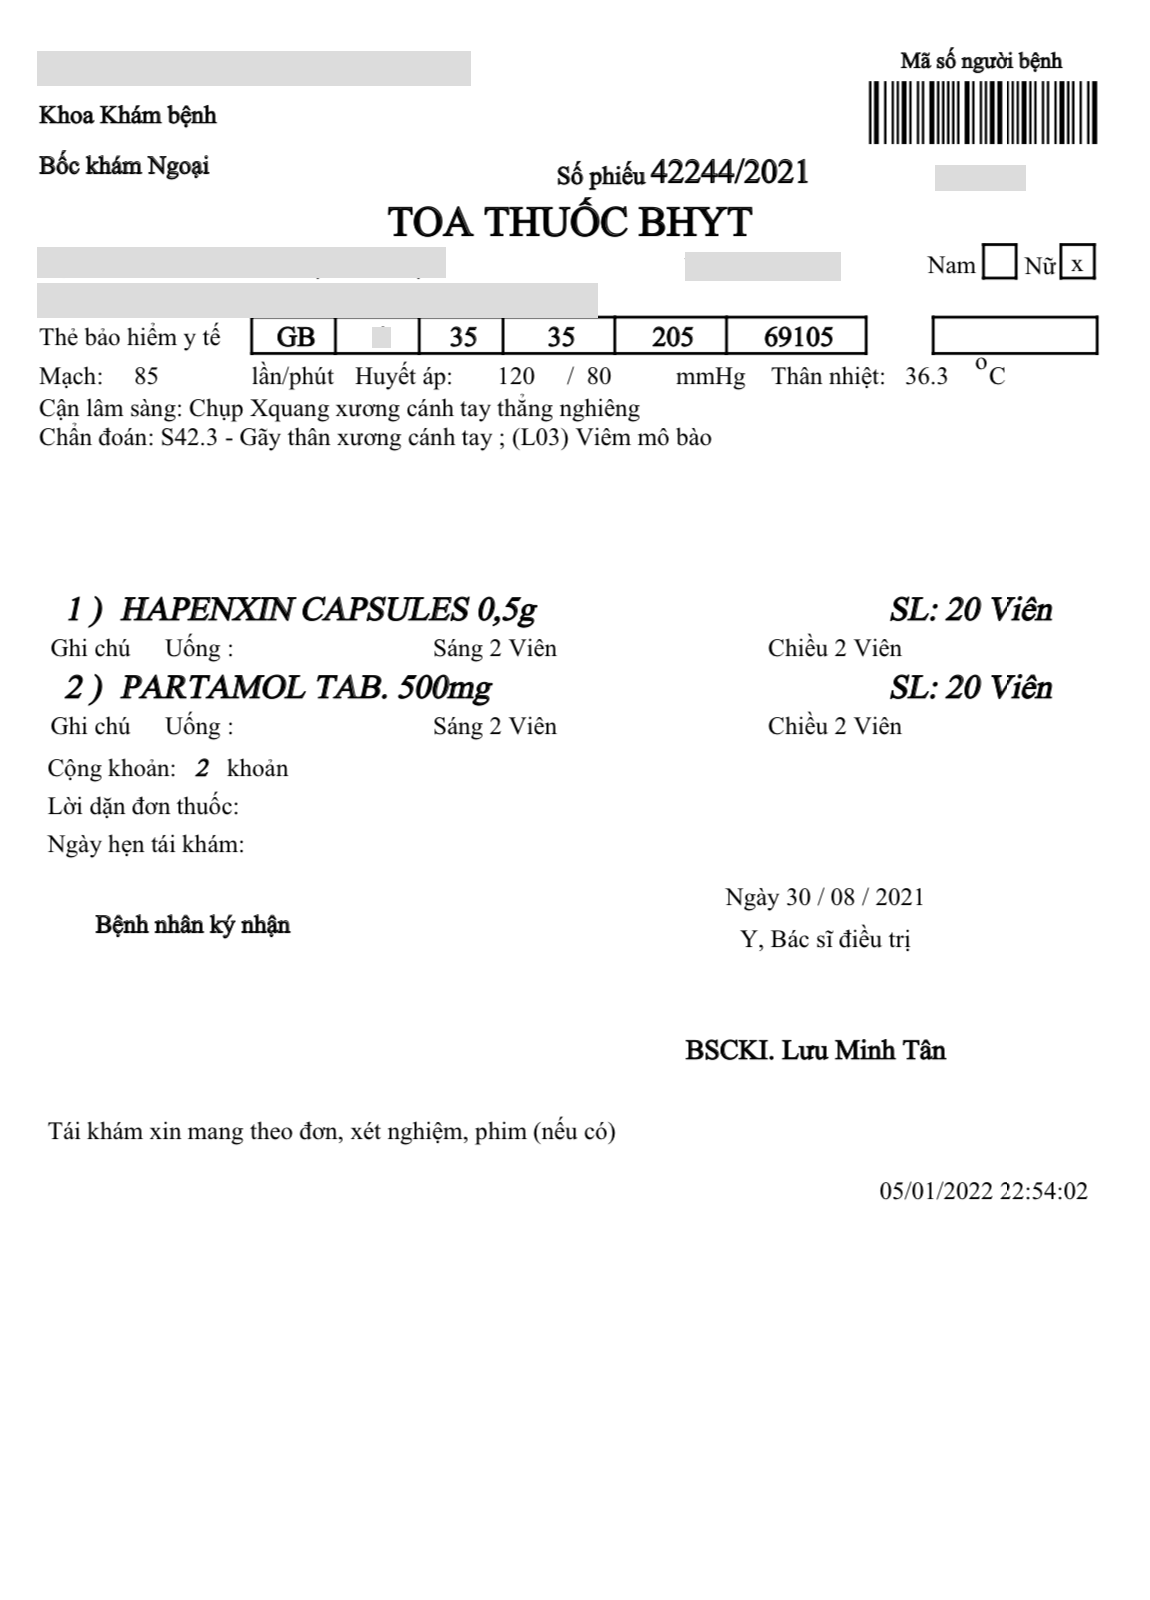 Mã số người bệnh
Khoa Khám bệnh
Bốc khám Ngoại
Số phiếu 42244/2021
TOA THUỐC BHYT
Nam Nữ x
Thẻ bảo hiểm y tế GB 35 35 205 69105
Mạch: 85 lần/phút Huyết áp: 120 / 80 mmHg Thân nhiệt: 36.3 °C
Cận lâm sàng: Chụp Xquang xương cánh tay thẳng nghiêng
Chẩn đoán: S42.3 - Gãy thân xương cánh tay ; (L03) Viêm mô bào
1 ) HAPENXIN CAPSULES 0,5g SL: 20 Viên
Ghi chú Uống : Sáng 2 Viên Chiều 2 Viên
2 ) PARTAMOL TAB. 500mg SL: 20 Viên
Ghi chú Uống : Sáng 2 Viên Chiều 2 Viên
Cộng khoản: 2 khoản
Lời dặn đơn thuốc:
Ngày hẹn tái khám:
Ngày 30 / 08 / 2021
Bệnh nhân ký nhận
Y, Bác sĩ điều trị
BSCKI. Lưu Minh Tân
Tái khám xin mang theo đơn, xét nghiệm, phim (nếu có)
05/01/2022 22:54:02